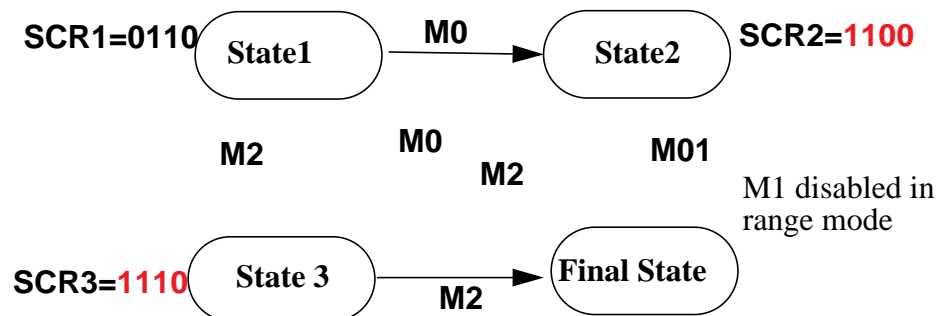 SCR1=0110
State1
M0
State2
SCR2=1100
M2
M0
M2
M01
M1 disabled in
range mode
SCR3=1110
State 3
M2
Final State